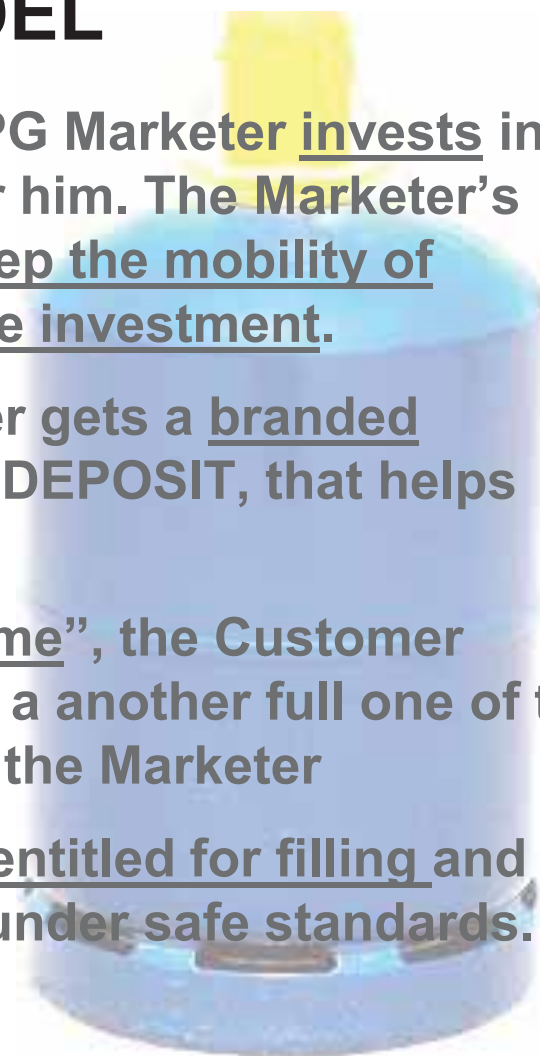 DEL
PG Marketer invests in
r him. The Marketer’s
ep the mobility of
e investment.
er gets a branded
DEPOSIT, that helps
me”, the Customer
a another full one of t
the Marketer
entitled for filling and
under safe standards.